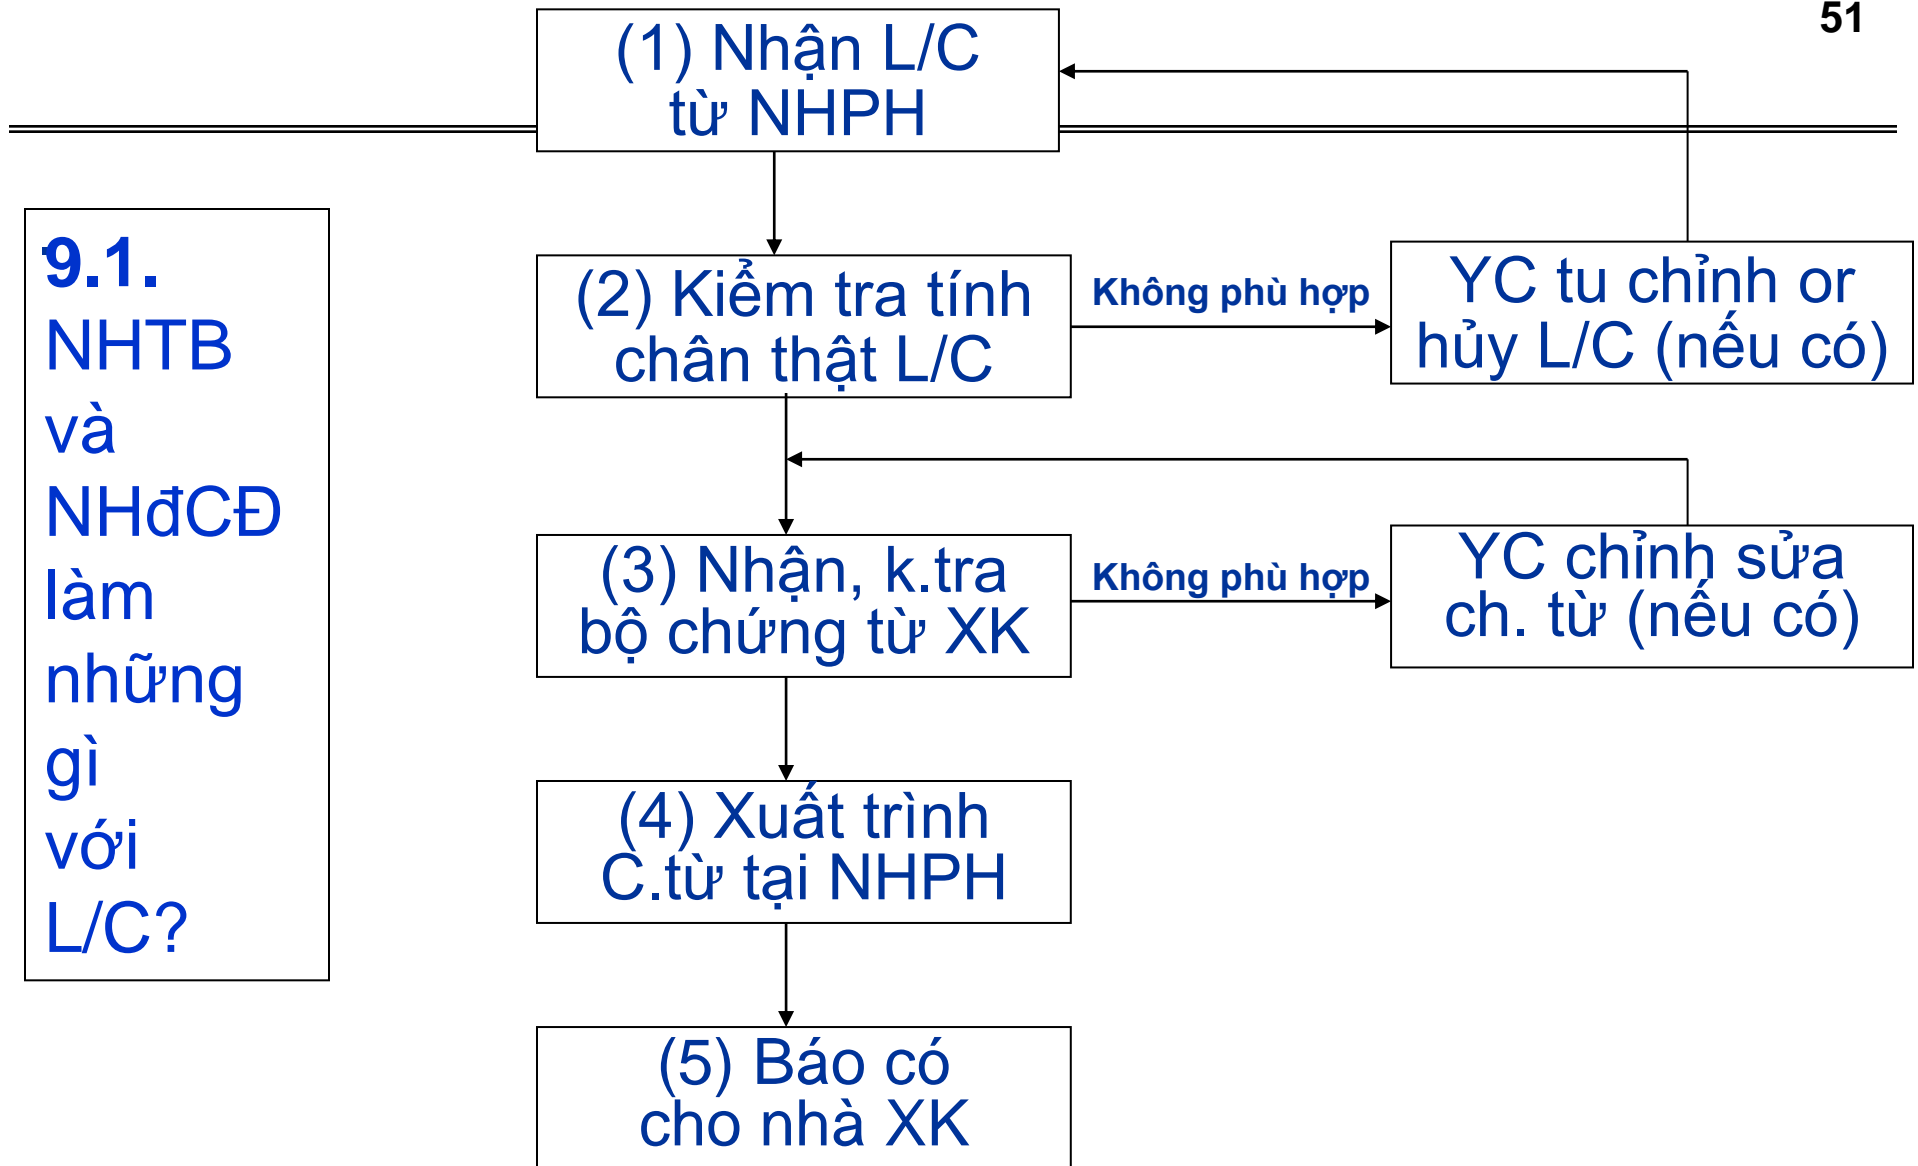 51
(1) Nhận L/C
từ NHPH
9.1.
NHTB
và
NHđCĐ
làm
những
gì
với
L/C?
(2) Kiểm tra tính
chân thật L/C
Không phù hợp
YC tu chỉnh or
hủy L/C (nếu có)
(3) Nhận, k.tra
bộ chứng từ XK
Không phù hợp
YC chỉnh sửa
ch. từ (nếu có)
(4) Xuất trình
C.từ tại NHPH
(5) Báo có
cho nhà XK